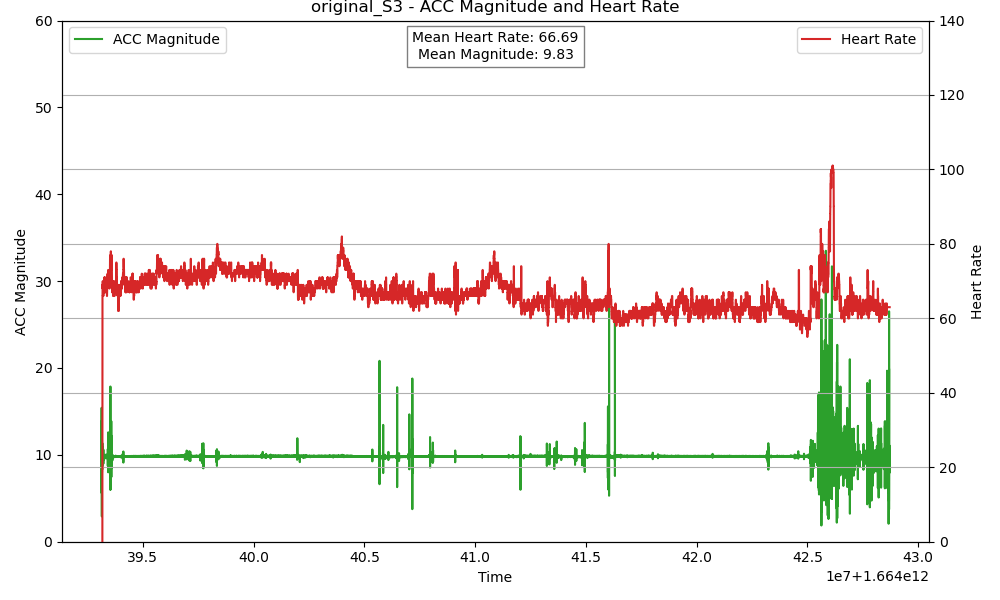 original_S3 - ACC Magnitude and Heart Rate
ACC Magnitude
Mean Heart Rate: 66.69
Mean Magnitude: 9.83
Heart Rate
60
50
40
30
20
10
0
ACC Magnitude
140
120
100
80
60
40
20
0
Heart Rate
39.5 40.0 40.5 41.0 41.5 42.0 42.5 43.0
1e7+1.664e12
Time